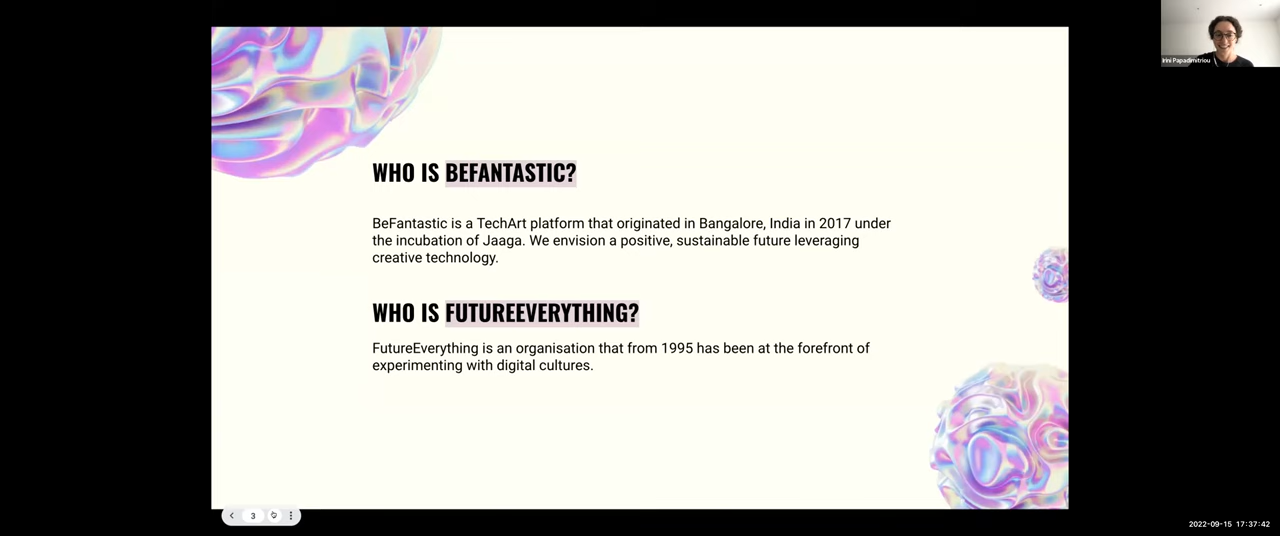 Irini Papadimitriou
WHO IS BEFANTASTIC?
BeFantastic is a TechArt platform that originated in Bangalore, India in 2017 under
the incubation of Jaaga. We envision a positive, sustainable future leveraging
creative technology.
WHO IS FUTUREEVERYTHING?
FutureEverything is an organisation that from 1995 has been at the forefront of
experimenting with digital cultures.
3
2022-09-15 17:37:42